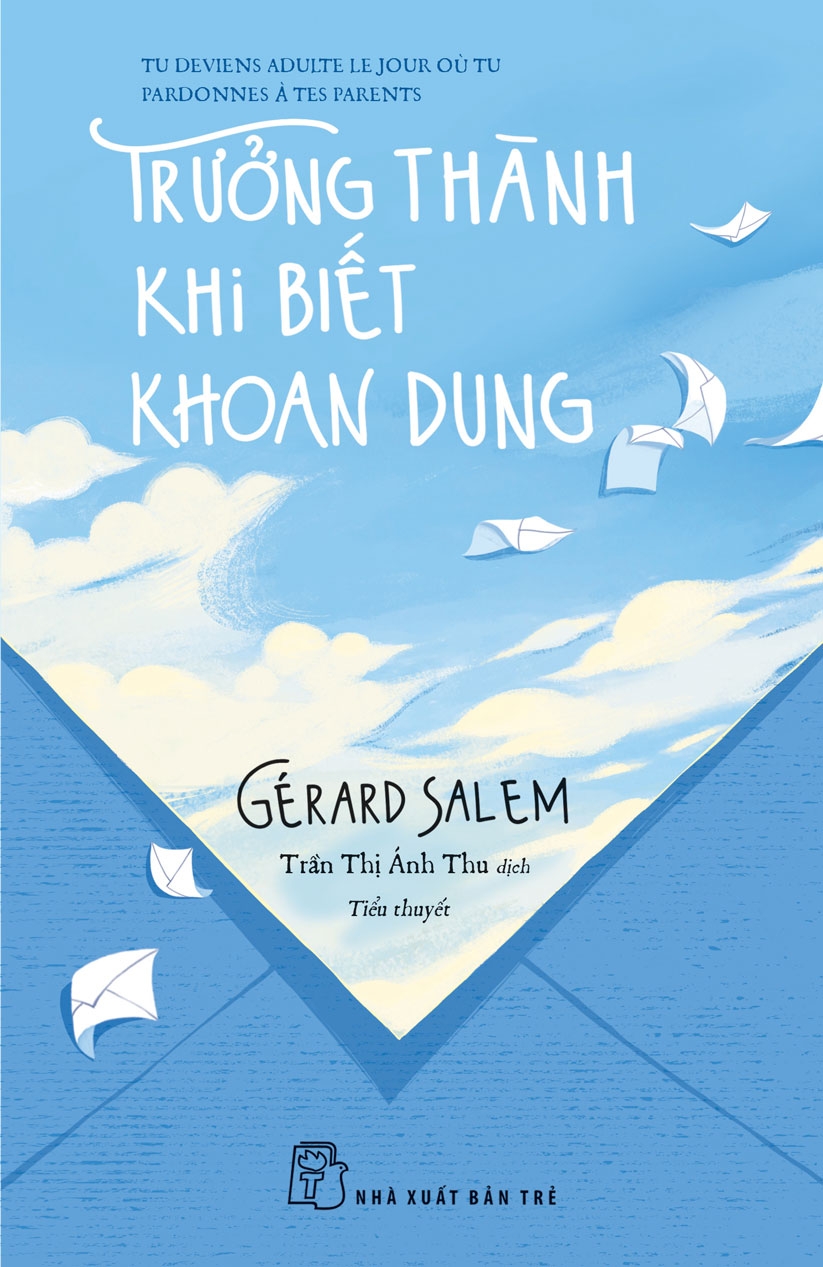 TU DEVIENS ADULTE LE JOUR OÙ TU
PARDONNES À TES PARENTS
TRƯỞNG THÀNH
KHI BIẾT
KHOAN DUNG
GÉRARD SALEM
Trần Thị Ánh Thu dịch
Tiểu thuyết
T
NHÀ XUẤT BẢN TRẺ